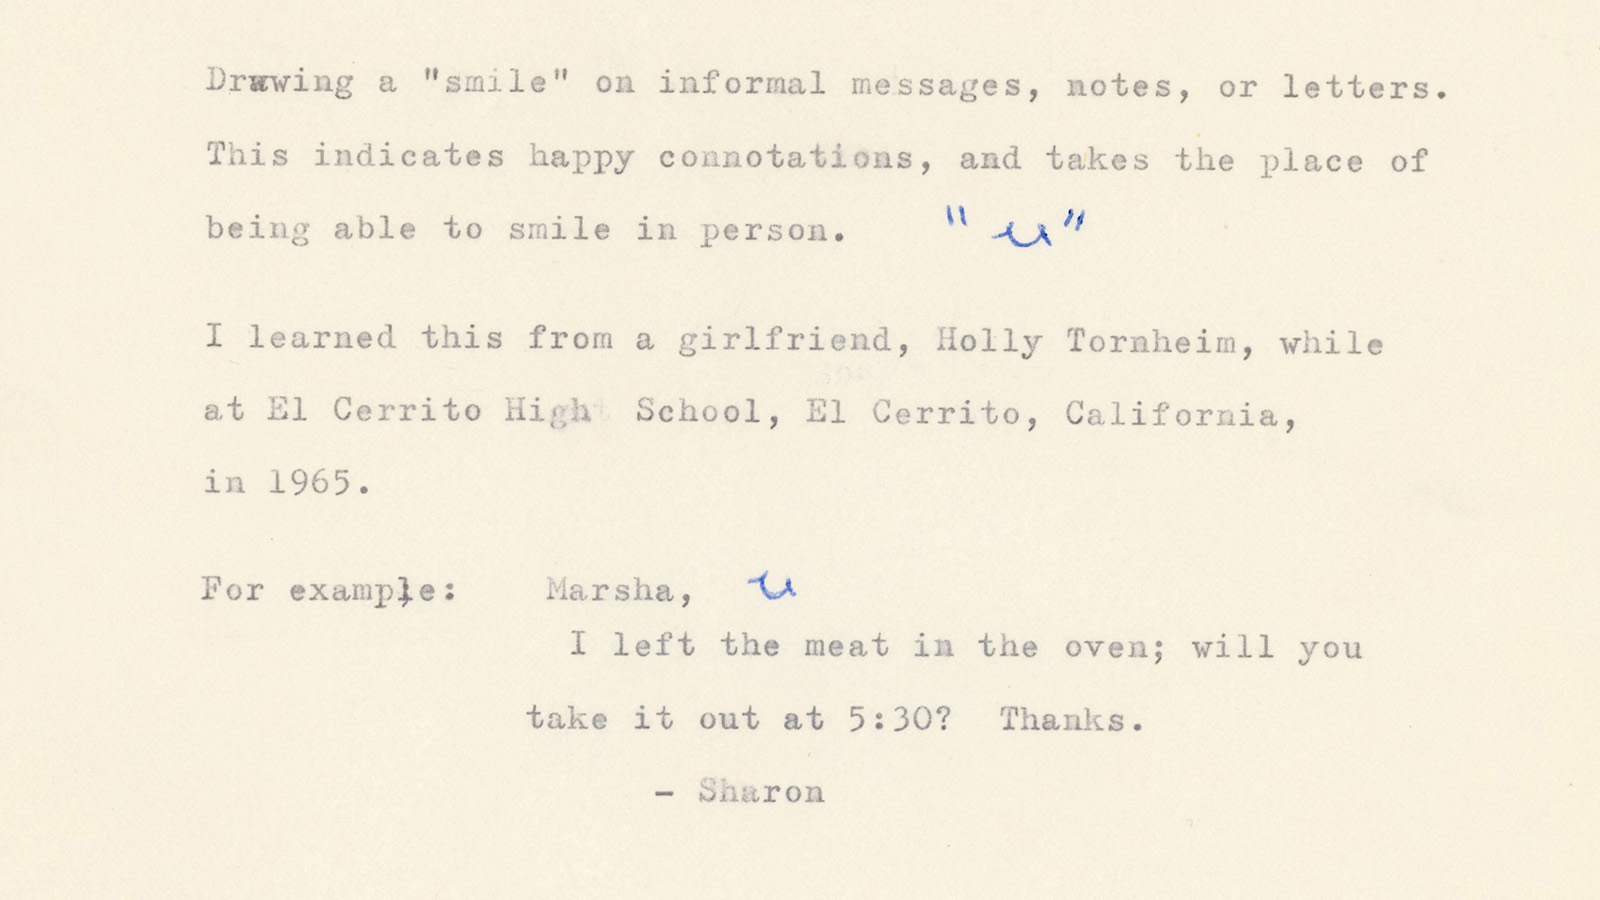 Drawing a "smile" on informal messages, notes, or letters.
This indicates happy connotations, and takes the place of
being able to smile in person. " u "
I learned this from a girlfriend, Holly Tornheim, while
at El Cerrito High School, El Cerrito, California,
in 1965.
For example: Marsha, u
I left the meat in the oven; will you
take it out at 5:30? Thanks.
- Sharon